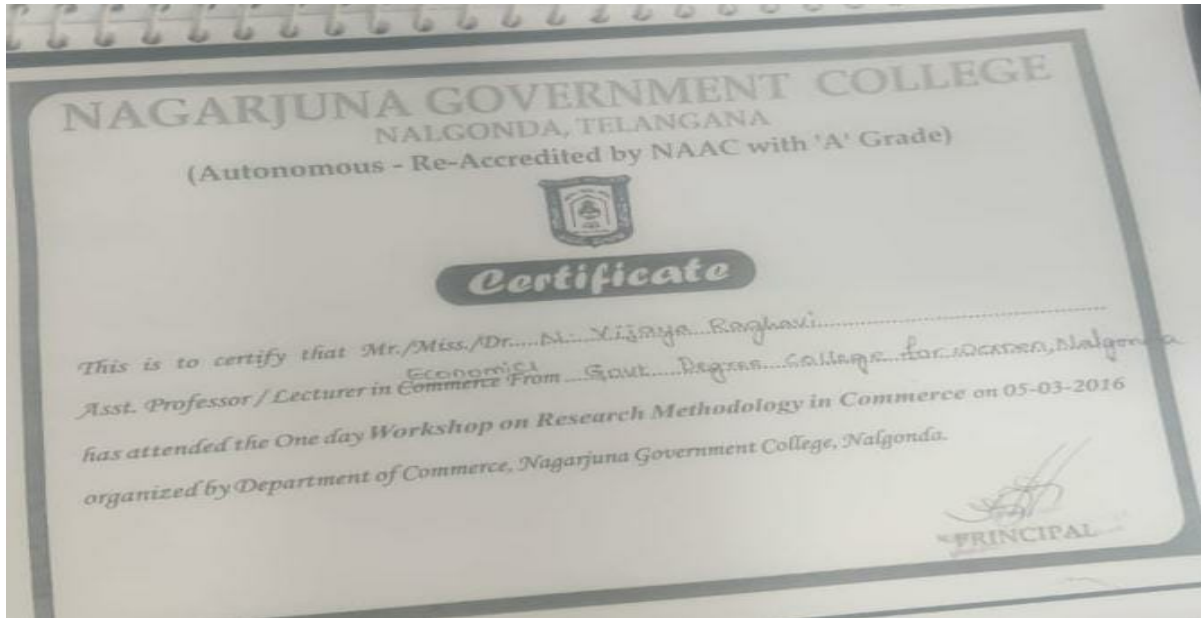 NAGARJUNA GOVERNMENT COLLEGE
NALGONDA, TELANGANA
(Autonomous - Re-Accredited by NAAC with 'A' Grade)
Certificate
This is to certify that Mr./Miss./Dr.....N. Vijaya Raghavi..........
Economics
Asst. Professor / Lecturer in Commerce From ....Govt.....Degree....College..for..women, Nalgonda
has attended the One day Workshop on Research Methodology in Commerce on 05-03-2016
organized by Department of Commerce, Nagarjuna Government College, Nalgonda.
PRINCIPAL